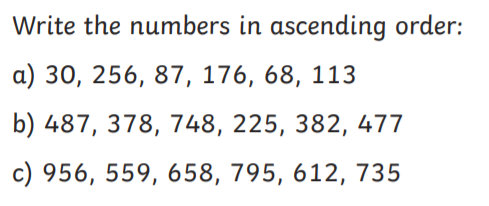 Write the numbers in ascending order:
a) 30, 256, 87, 176, 68, 113
b) 487, 378, 748, 225, 382, 477
c) 956, 559, 658, 795, 612, 735